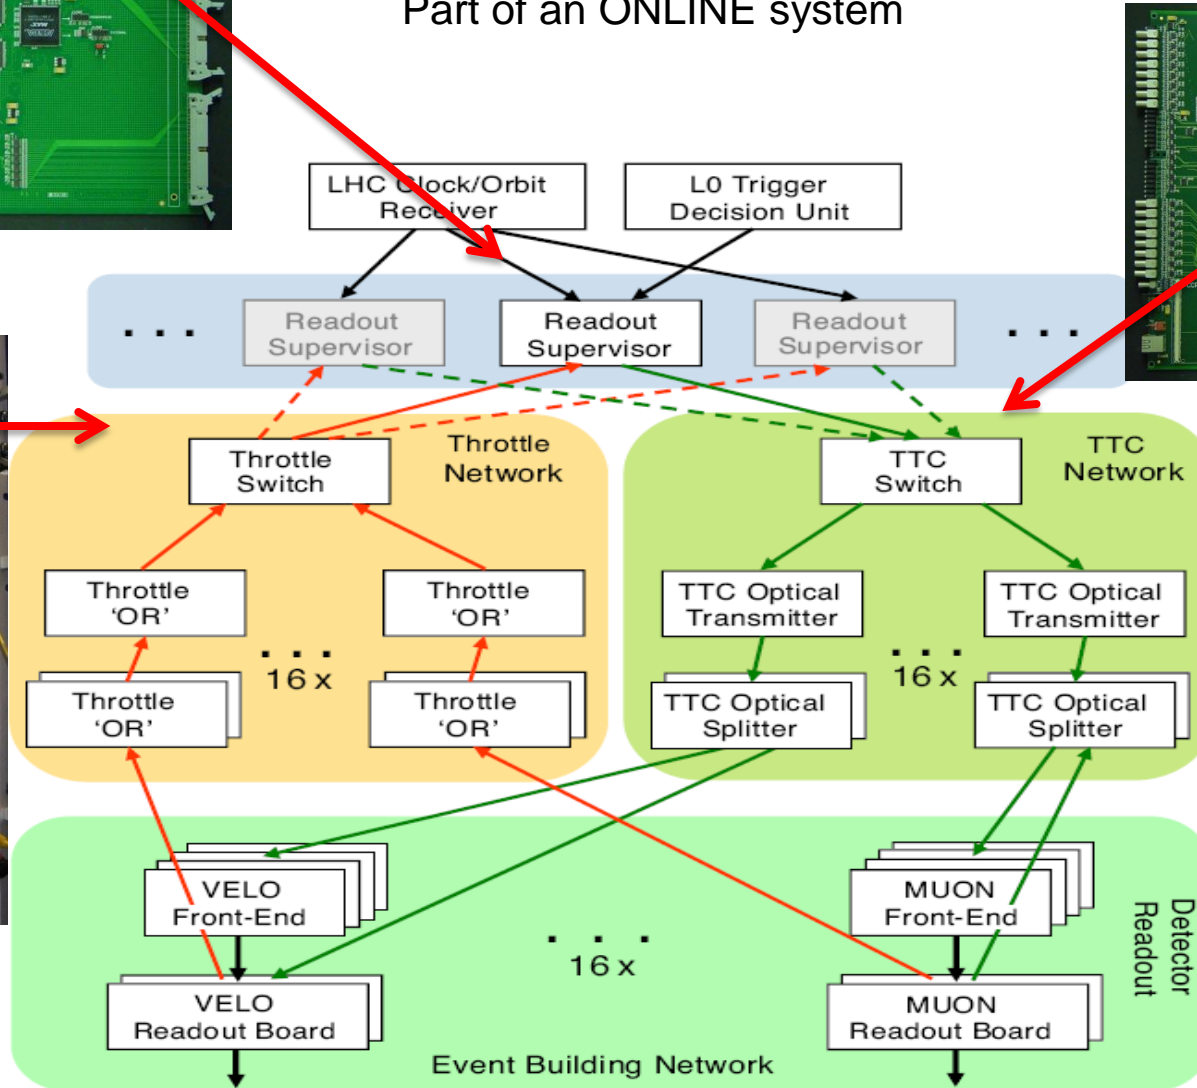 Part of an ONLINE system
LHC Clock/Orbit
Receiver
L0 Trigger
Decision Unit
. . .
Readout
Supervisor
Readout
Supervisor
Readout
Supervisor
. . .
Throttle
Switch
Throttle
Network
TTC
Switch
TTC
Network
Throttle
‘OR’
Throttle
‘OR’
. . .
16 x
Throttle
‘OR’
Throttle
‘OR’
TTC Optical
Transmitter
TTC Optical
Transmitter
. . .
16 x
TTC Optical
Splitter
TTC Optical
Splitter
VELO
Front-End
MUON
Front-End
. . .
16 x
Detector
Readout
VELO
Readout Board
MUON
Readout Board
Event Building Network